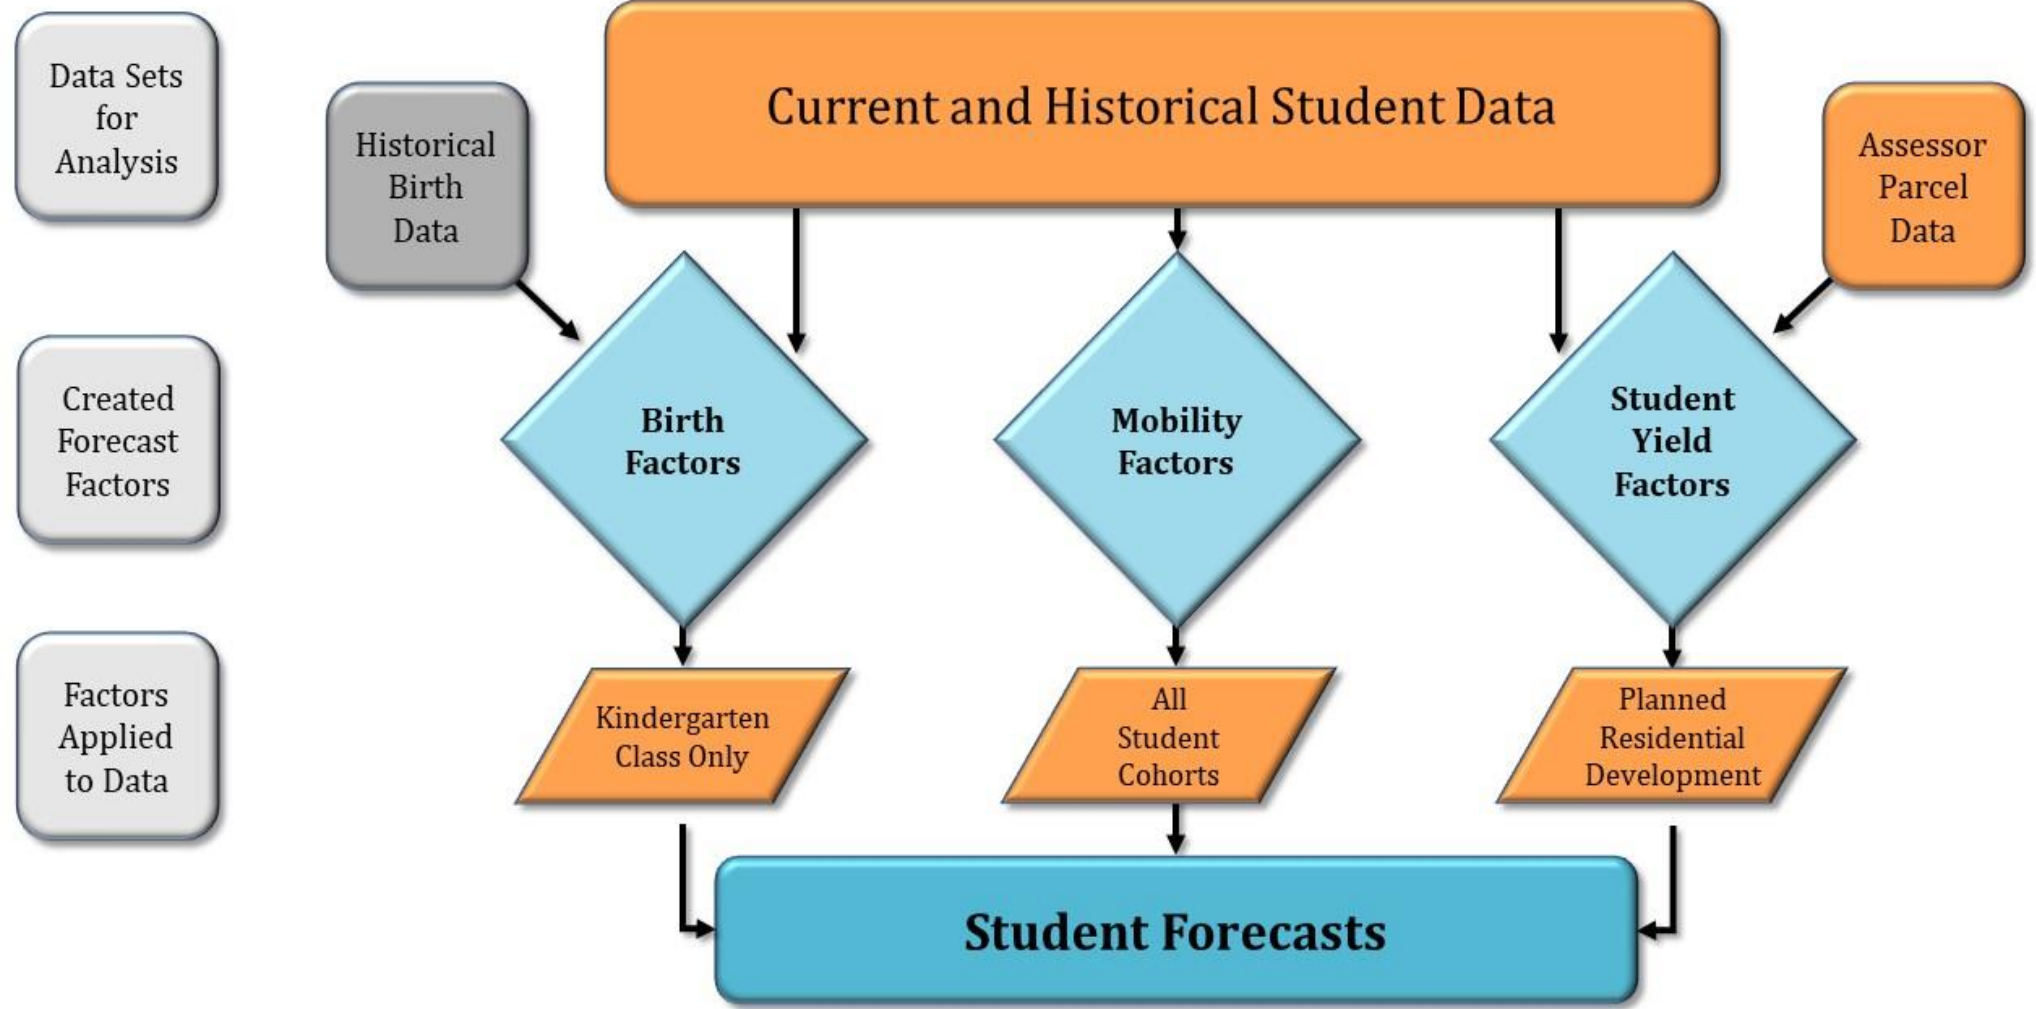 Data Sets
for
Analysis
Historical
Birth
Data
Current and Historical Student Data
Assessor
Parcel
Data
Created
Forecast
Factors
Birth
Factors
Mobility
Factors
Student
Yield
Factors
Factors
Applied
to Data
Kindergarten
Class Only
All
Student
Cohorts
Planned
Residential
Development
Student Forecasts